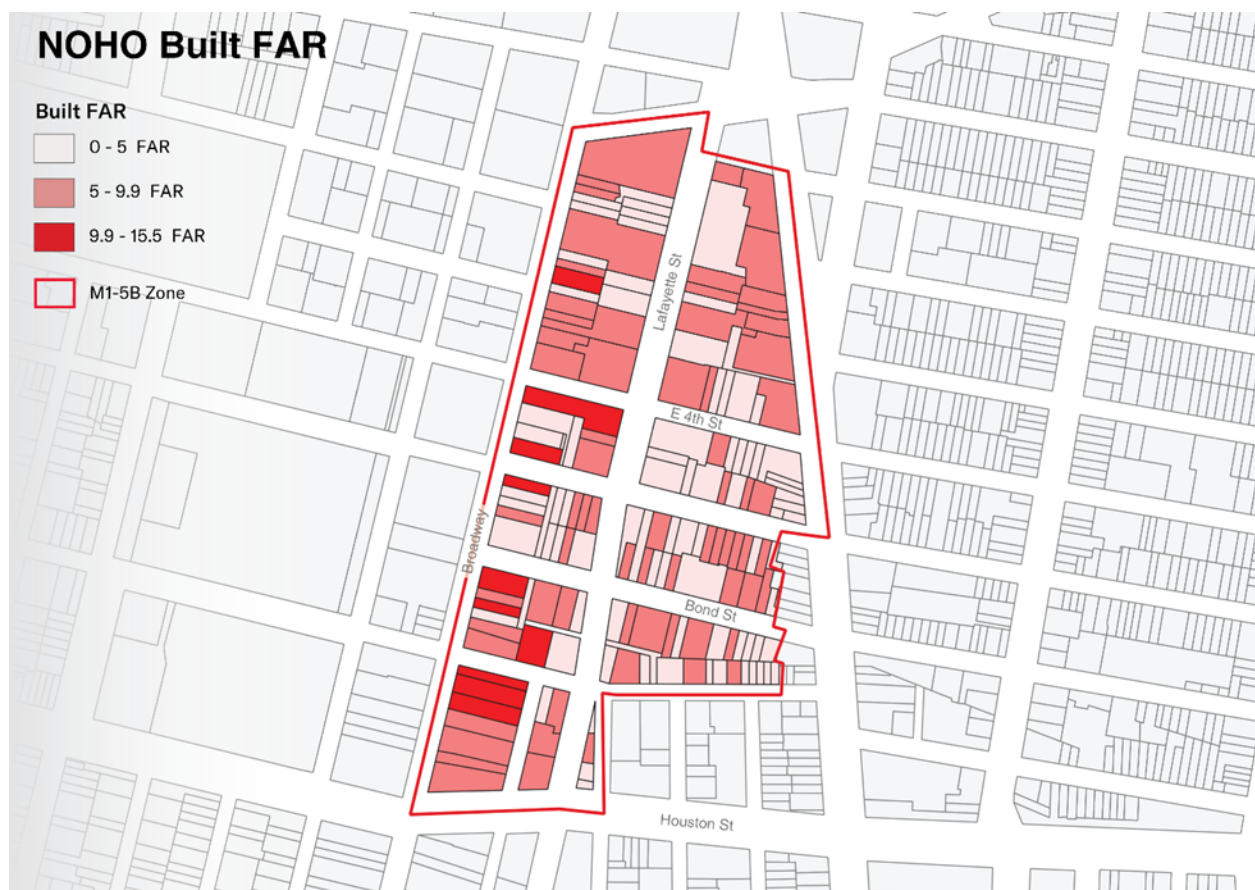 NOHO Built FAR
Built FAR
0 - 5 FAR
5 - 9.9 FAR
9.9 - 15.5 FAR
M1-5B Zone
Lafayette St
E 4th St
Broadway
Bond St
Houston St